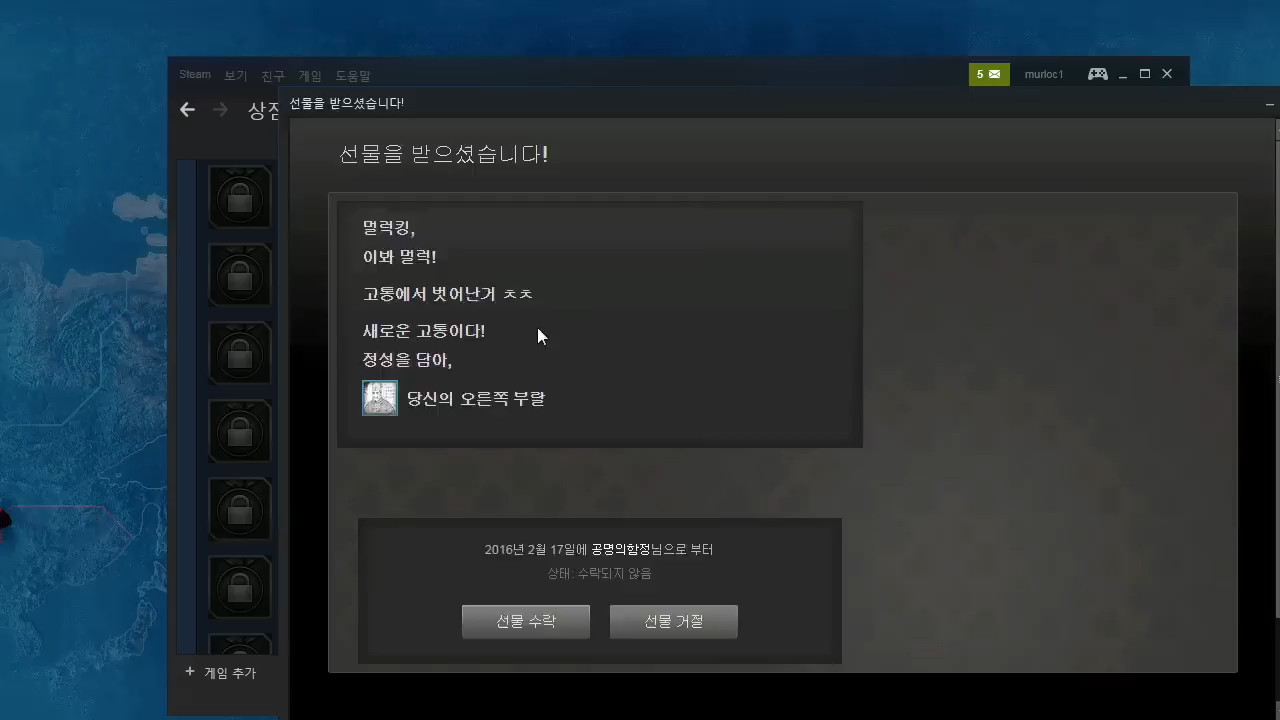 Steam 보기 친구 게임 도움말 5 murloc1
선물을 받으셨습니다!
선물을 받으셨습니다!
멀럭킹,
이봐 멀럭!
고통에서 벗어난거 ㅊㅊ
새로운 고통이다!
정성을 담아,
당신의 오른쪽 부랄
2016년 2월 17일에 공명의함정님으로 부터
상태: 수락되지 않음
선물 수락 선물 거절
+ 게임 추가